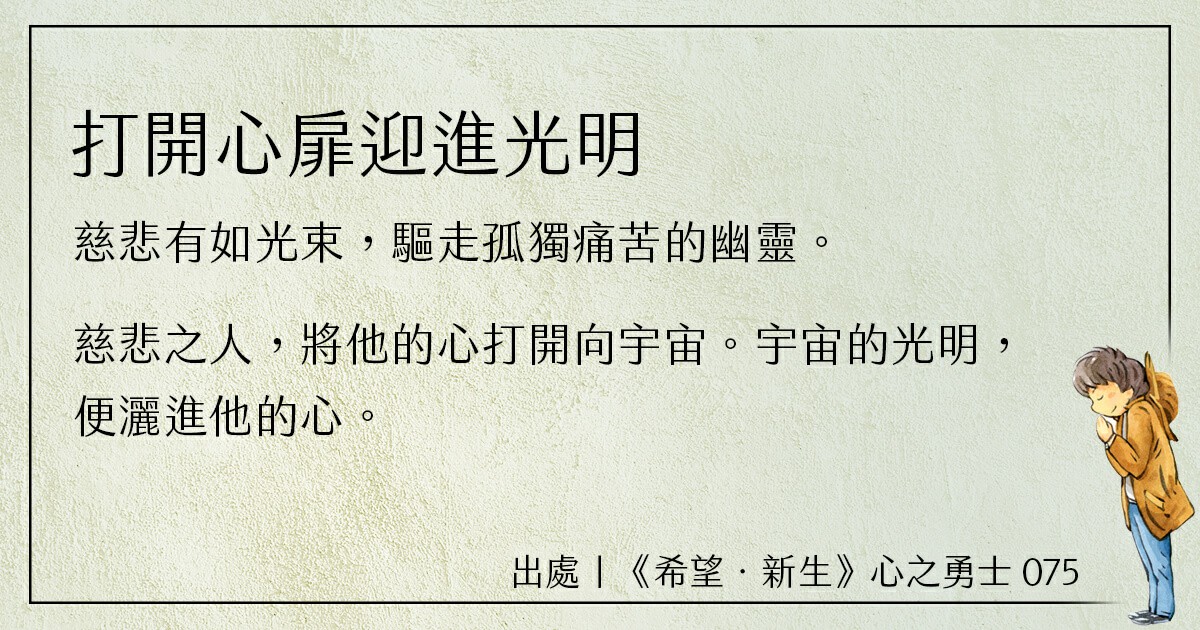 打開心扉迎進光明
慈悲有如光束，驅走孤獨痛苦的幽靈。
慈悲之人，將他的心打開向宇宙。宇宙的光明，
便灑進他的心。
出處｜《希望．新生》心之勇士 075